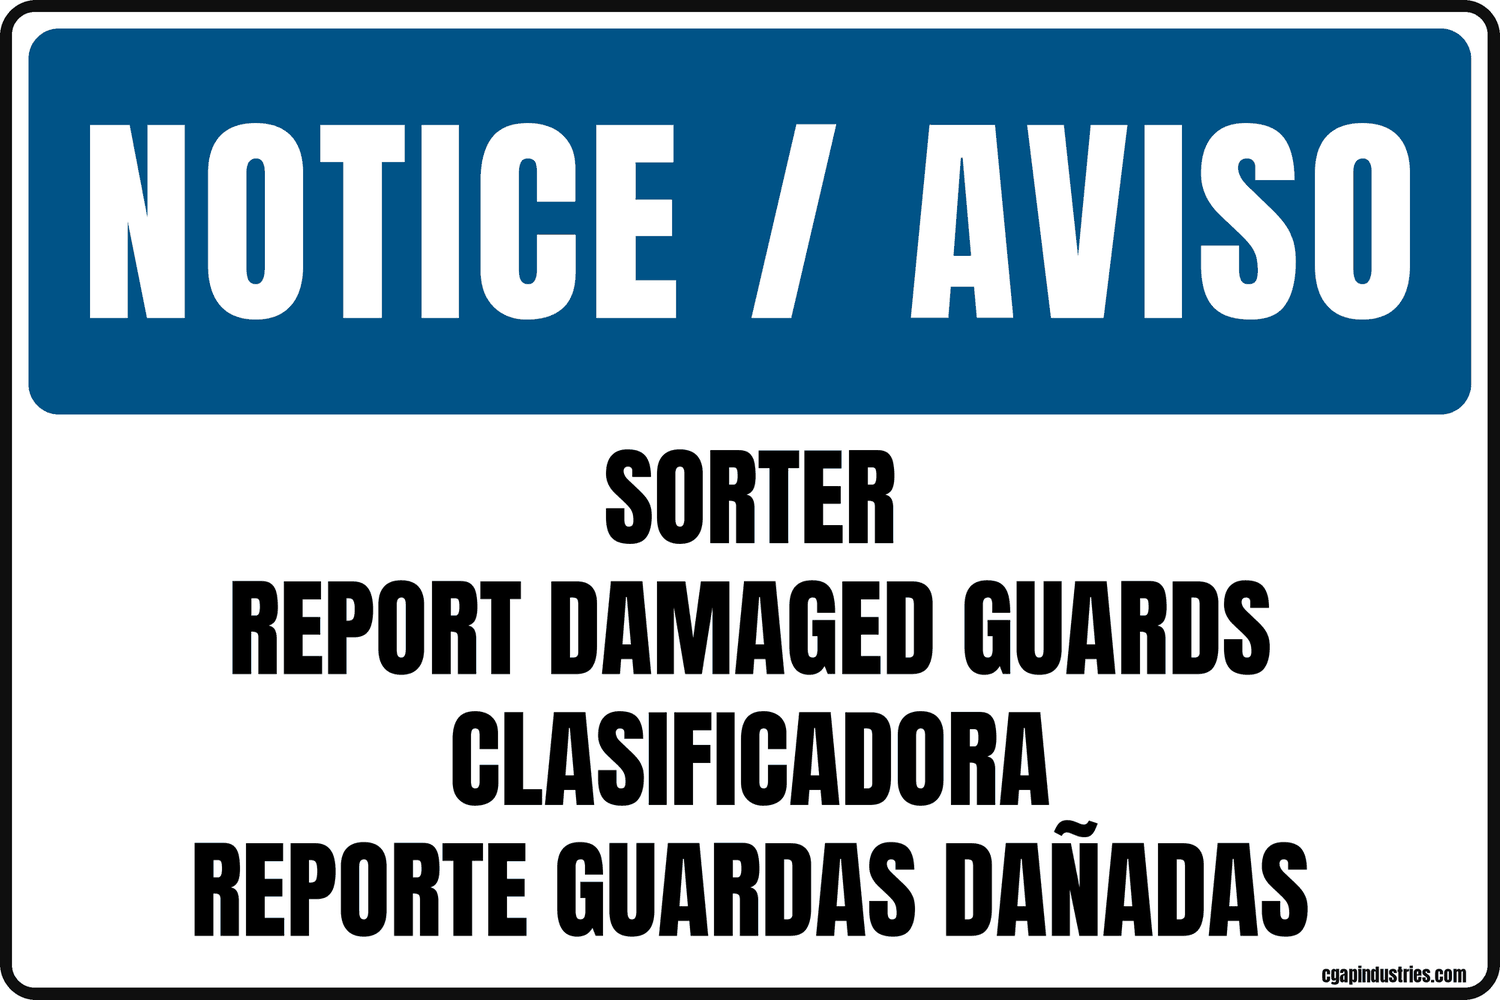 NOTICE / AVISO
SORTER
REPORT DAMAGED GUARDS
CLASIFICADORA
REPORTE GUARDAS DAÑADAS
cgapindustries.com